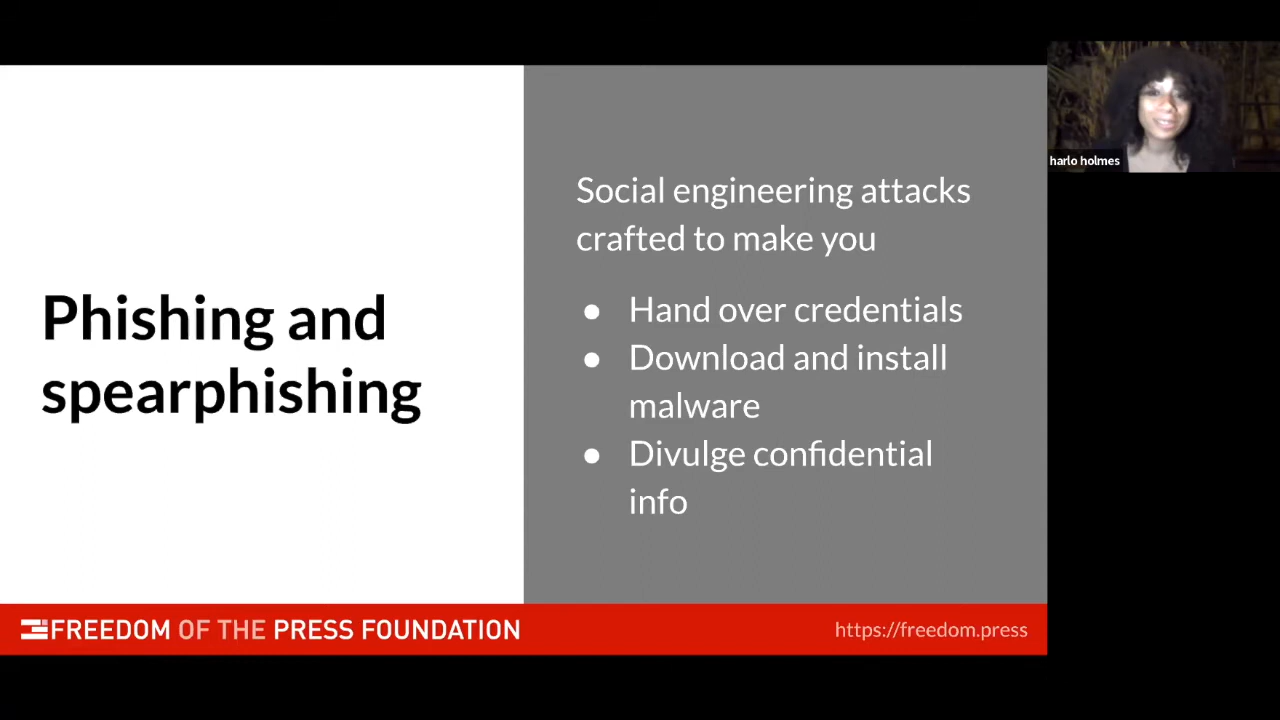 Phishing and
spearphishing
Social engineering attacks
crafted to make you
● Hand over credentials
● Download and install
malware
● Divulge confidential
info
FREEDOM OF THE PRESS FOUNDATION
https://freedom.press
harlo holmes